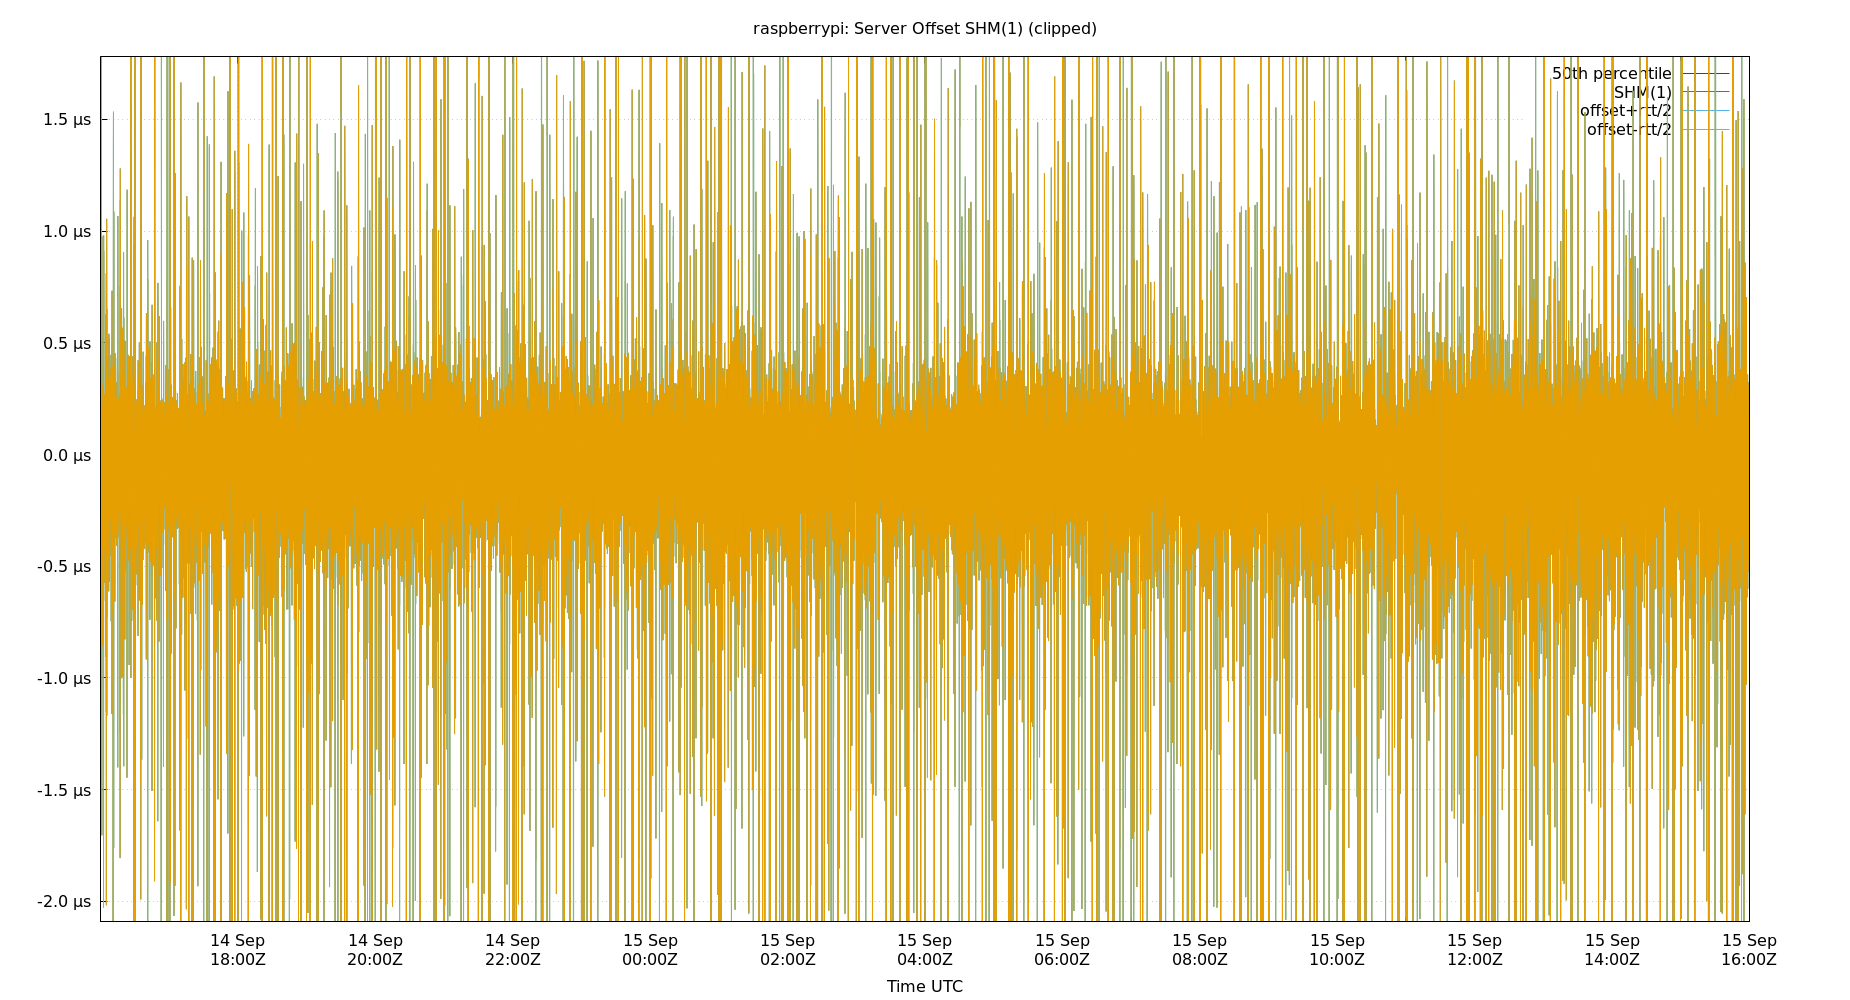 raspberrypi: Server Offset SHM(1) (clipped)
50th percentile
SHM(1)
offset+rtt/2
offset-rtt/2
1.5 µs
1.0 µs
0.5 µs
0.0 µs
-0.5 µs
-1.0 µs
-1.5 µs
-2.0 µs
14 Sep 14 Sep 14 Sep 15 Sep 15 Sep 15 Sep 15 Sep 15 Sep 15 Sep 15 Sep 15 Sep 15 Sep
18:00Z 20:00Z 22:00Z 00:00Z 02:00Z 04:00Z 06:00Z 08:00Z 10:00Z 12:00Z 14:00Z 16:00Z
Time UTC